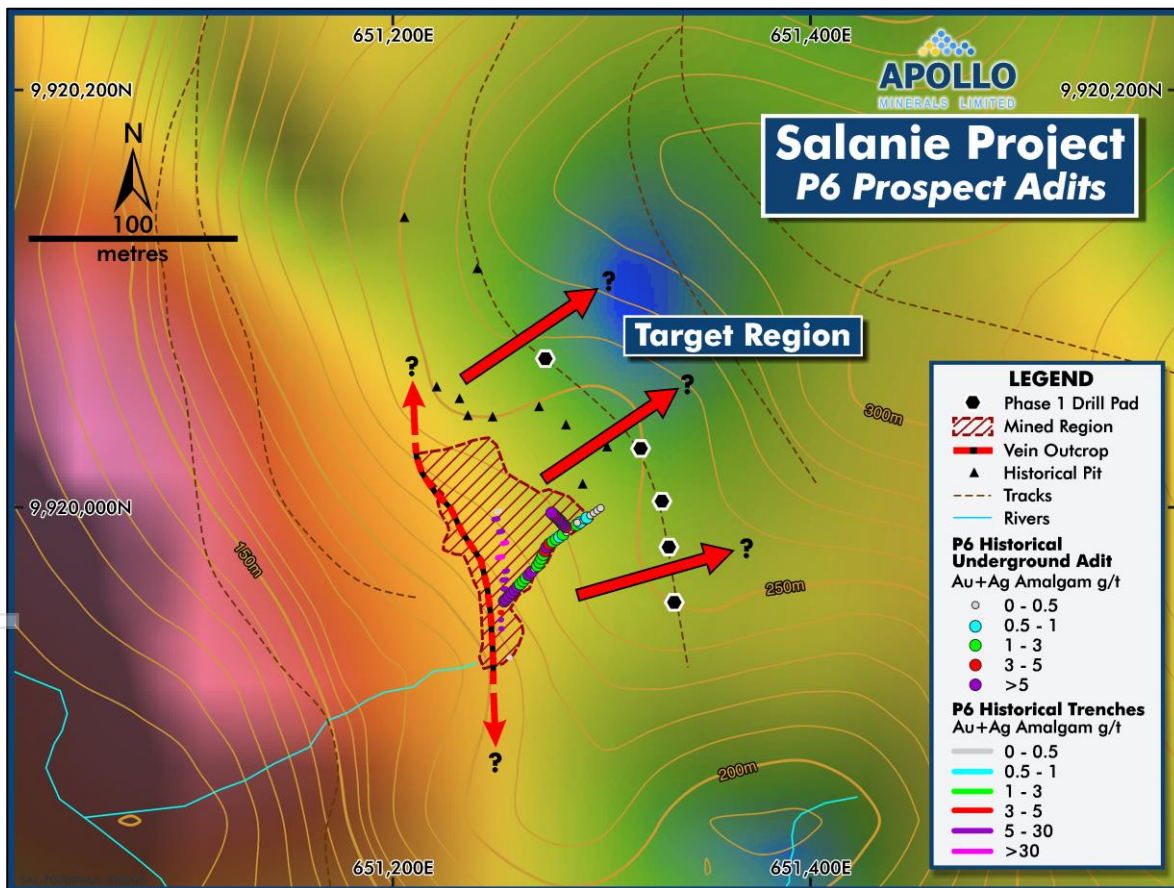 651,200E
651,400E
APOLLO
MINERALS LIMITED
9,920,200N
9,920,200N
Salanie Project
P6 Prospect Adits
N
100
metres
?
Target Region
?
?
LEGEND
Phase 1 Drill Pad
Mined Region
Vein Outcrop
Historical Pit
Tracks
Rivers
P6 Historical
Underground Adit
Au+Ag Amalgam g/t
0 - 0.5
0.5 - 1
1 - 3
3 - 5
>5
P6 Historical Trenches
Au+Ag Amalgam g/t
0 - 0.5
0.5 - 1
1 - 3
3 - 5
5 - 30
>30
300m
9,920,000N
150m
?
250m
?
200m
651,200E
651,400E